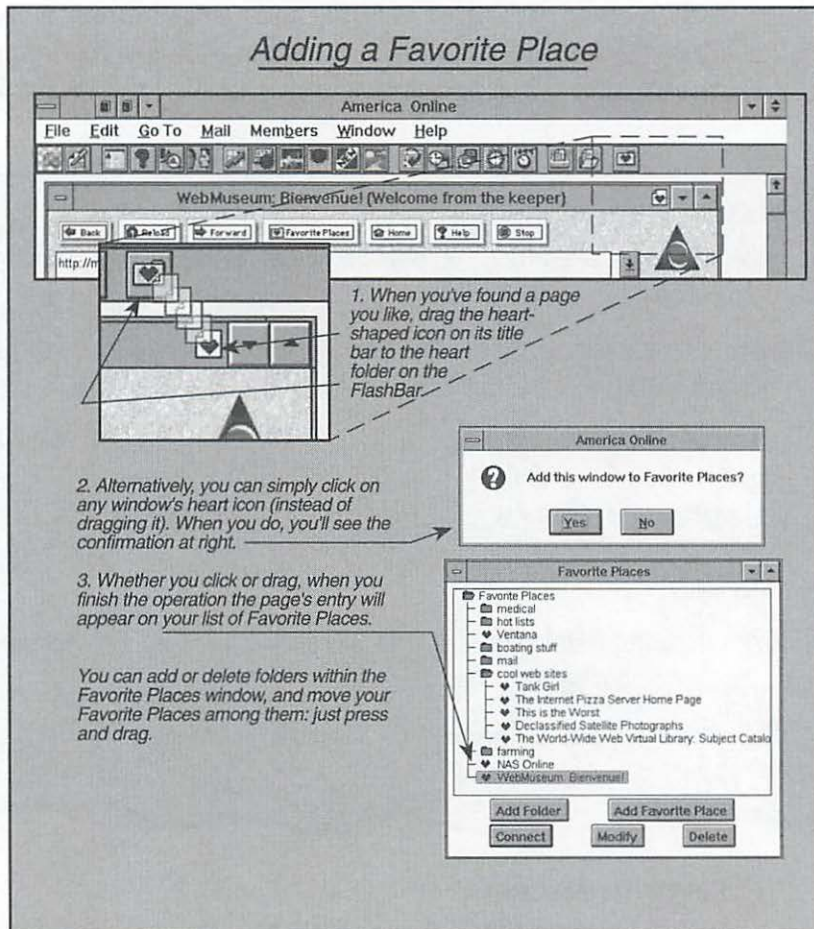 Adding a Favorite Place
America Online
File Edit Go To Mail Members Window Help
WebMuseum: Bienvenue! (Welcome from the keeper)
Back Reload Forward Favorite Places Home Help Stop
http://m
1. When you've found a page
you like, drag the heart-
shaped icon on its title
bar to the heart
folder on the
FlashBar.
America Online
Add this window to Favorite Places?
Yes No
2. Alternatively, you can simply click on
any window's heart icon (instead of
dragging it). When you do, you'll see the
confirmation at right.
3. Whether you click or drag, when you
finish the operation the page's entry will
appear on your list of Favorite Places.
You can add or delete folders within the
Favorite Places window, and move your
Favorite Places among them: just press
and drag.
Favorite Places
Favorite Places
medical
hot lists
Ventana
boating stuff
mail
cool web sites
Tank Girl
The Internet Pizza Server Home Page
This is the Worst
Declassified Satellite Photographs
The World-Wide Web Virtual Library: Subject Catalo
farming
NAS Online
WebMuseum: Bienvenue!
Add Folder Add Favorite Place
Connect Modify Delete